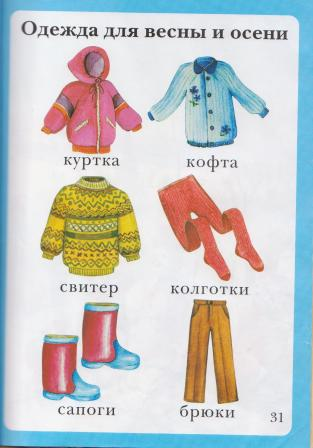 Одежда для весны и осени
куртка кофта
свитер колготки
сапоги брюки
31